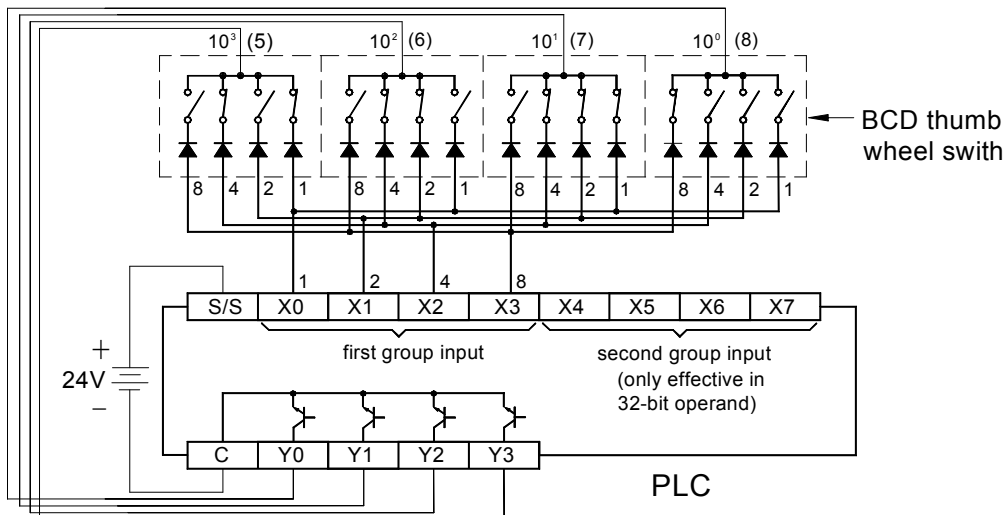 10³ (5) 10² (6) 10¹ (7) 10⁰ (8)
BCD thumb
wheel swith
8 4 2 1 8 4 2 1 8 4 2 1 8 4 2 1
1 2 4 8
S/S X0 X1 X2 X3 X4 X5 X6 X7
first group input
second group input
(only effective in
32-bit operand)
+
24V
−
C Y0 Y1 Y2 Y3
PLC